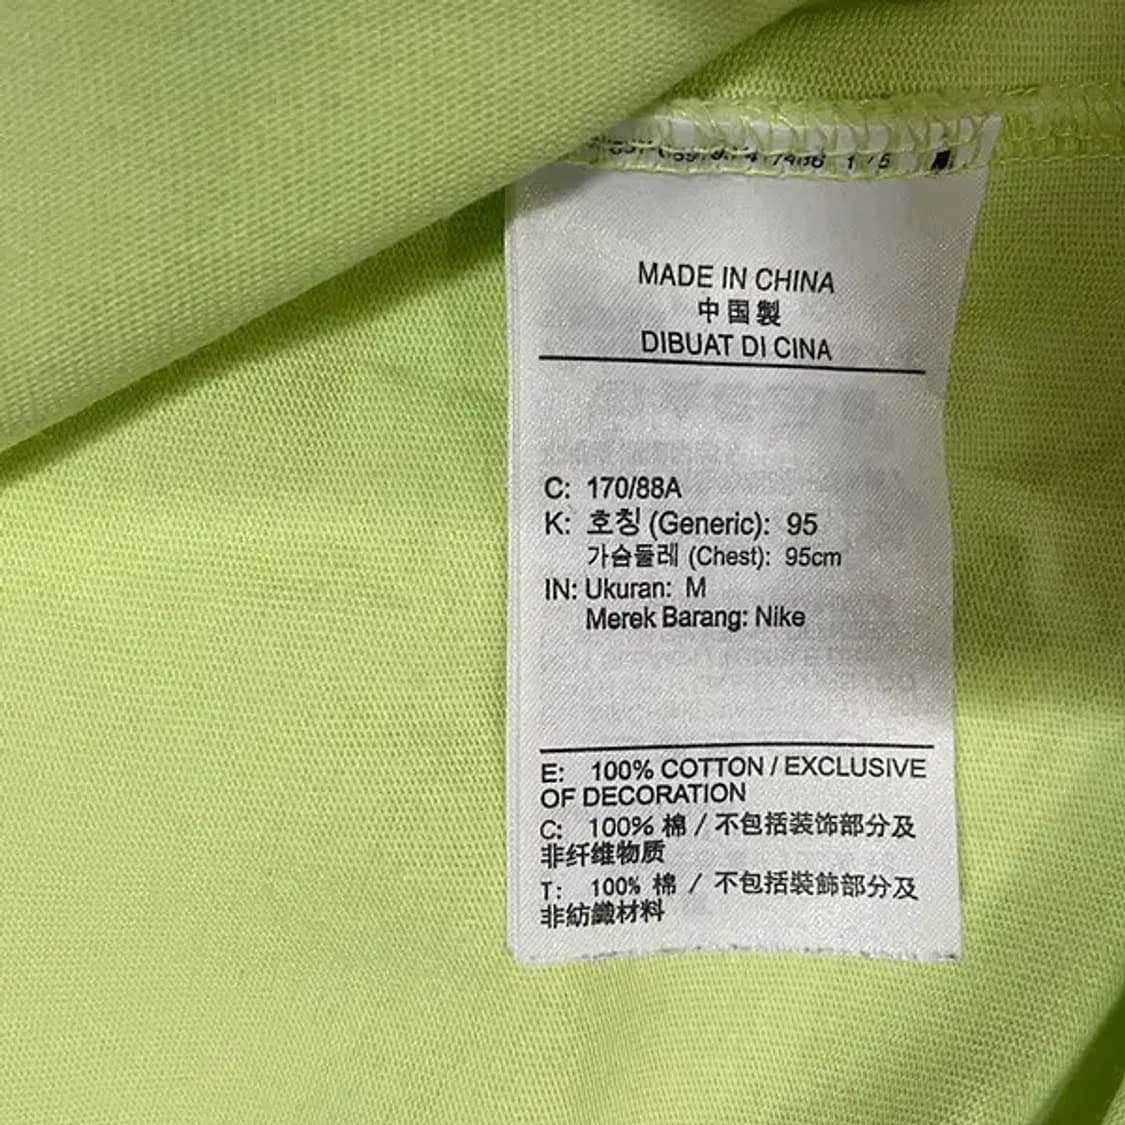 MADE IN CHINA
中国製
DIBUAT DI CINA
C: 170/88A
K: 호칭 (Generic): 95
가슴둘레 (Chest): 95cm
IN: Ukuran: M
Merek Barang: Nike
E: 100% COTTON / EXCLUSIVE
OF DECORATION
C: 100% 棉 / 不包括装饰部分及
非纤维物质
T: 100% 棉 / 不包括裝飾部分及
非紡織材料